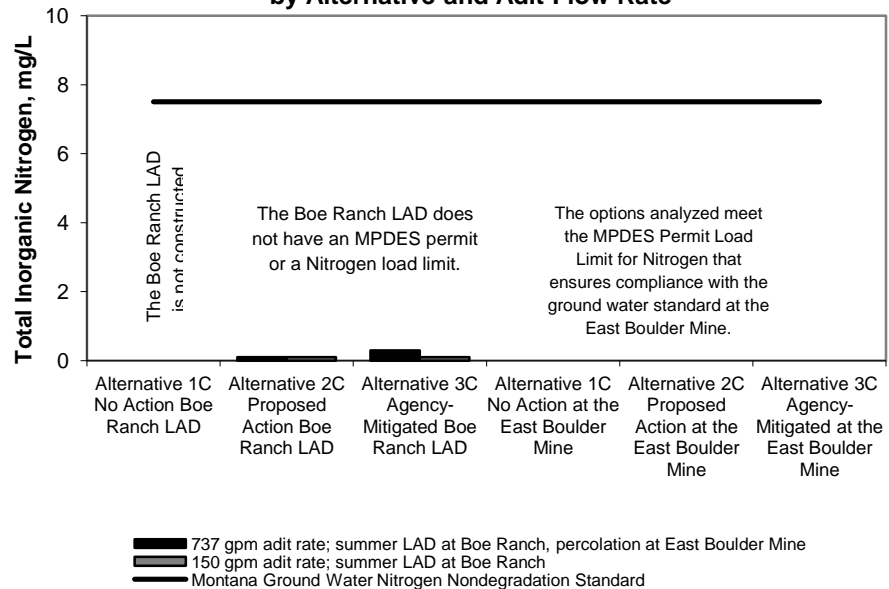 by Alternative and Adit Flow Rate
Total Inorganic Nitrogen, mg/L
10
8
6
4
2
0
The Boe Ranch LAD
is not constructed
The Boe Ranch LAD does
not have an MPDES permit
or a Nitrogen load limit.
The options analyzed meet
the MPDES Permit Load
Limit for Nitrogen that
ensures compliance with the
ground water standard at the
East Boulder Mine.
Alternative 1C
No Action Boe
Ranch LAD
Alternative 2C
Proposed
Action Boe
Ranch LAD
Alternative 3C
Agency-
Mitigated Boe
Ranch LAD
Alternative 1C
No Action at the
East Boulder
Mine
Alternative 2C
Proposed
Action at the
East Boulder
Mine
Alternative 3C
Agency-
Mitigated at the
East Boulder
Mine
737 gpm adit rate; summer LAD at Boe Ranch, percolation at East Boulder Mine
150 gpm adit rate; summer LAD at Boe Ranch
Montana Ground Water Nitrogen Nondegradation Standard